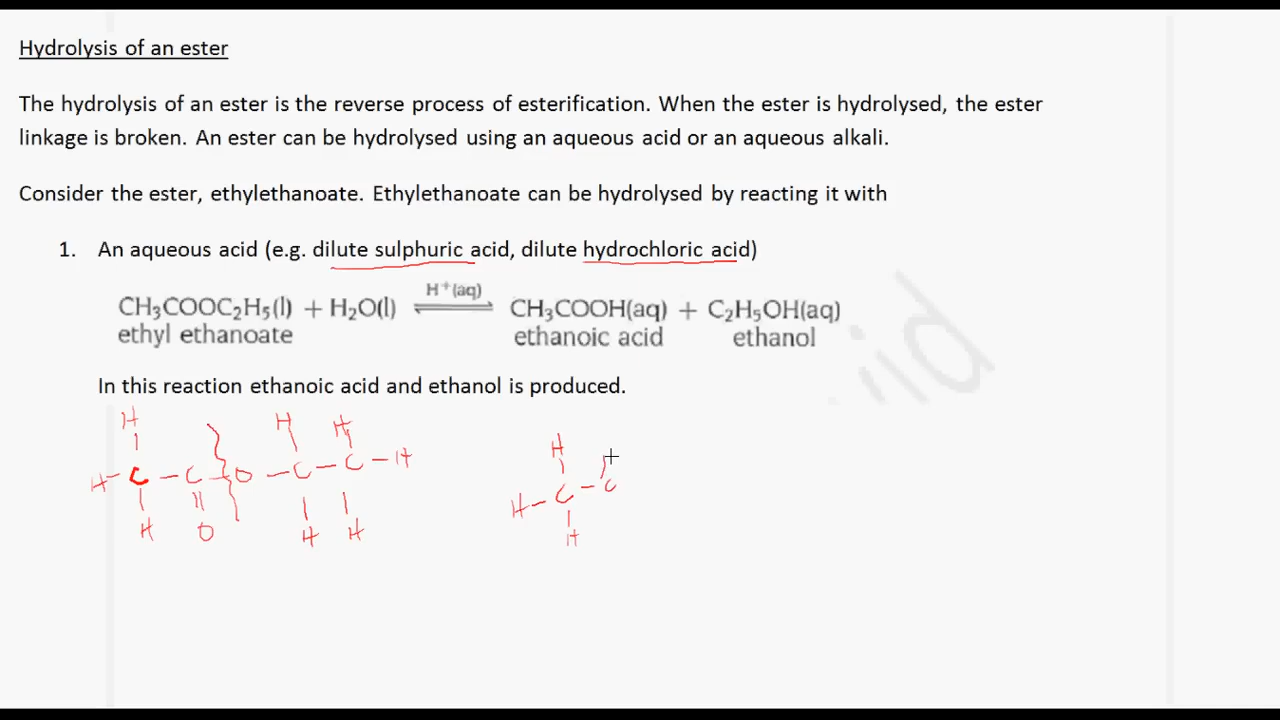 Hydrolysis of an ester
The hydrolysis of an ester is the reverse process of esterification. When the ester is hydrolysed, the ester
linkage is broken. An ester can be hydrolysed using an aqueous acid or an aqueous alkali.
Consider the ester, ethylethanoate. Ethylethanoate can be hydrolysed by reacting it with
1. An aqueous acid (e.g. dilute sulphuric acid, dilute hydrochloric acid)
H⁺(aq)
CH₃COOC₂H₅(l) + H₂O(l) ⇌ CH₃COOH(aq) + C₂H₅OH(aq)
ethyl ethanoate ethanoic acid ethanol
In this reaction ethanoic acid and ethanol is produced.
H H H H
H - C - C - O - C - C - H H - C - C
H O H H H